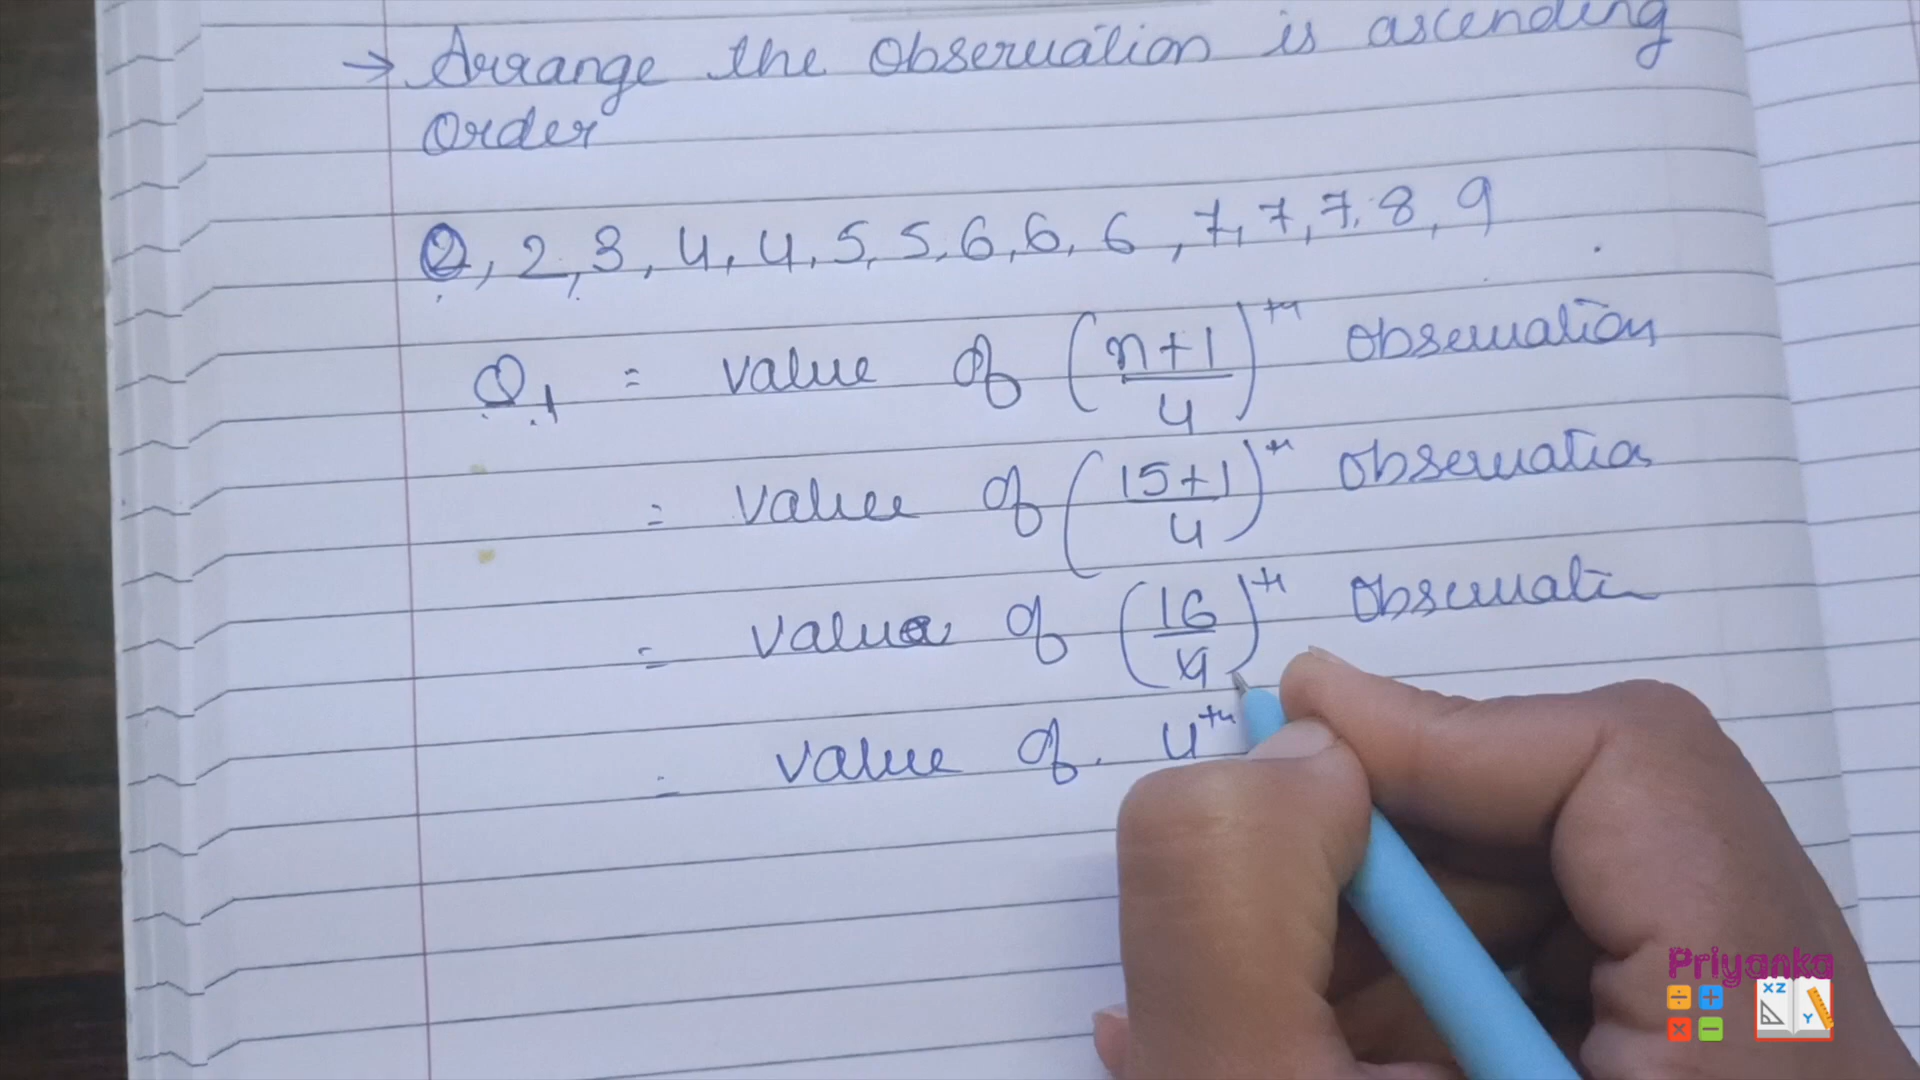 → Arrange the Observation is ascending
Order
2, 2, 3, 4, 4, 5, 5, 6, 6, 6, 7, 7, 7, 8, 9
Q1 = value of (n+1/4)th observation
= value of (15+1/4)th observation
= value of (16/4)th Observati
= value of 4th
Priyanka
÷ + XZ
× − Y